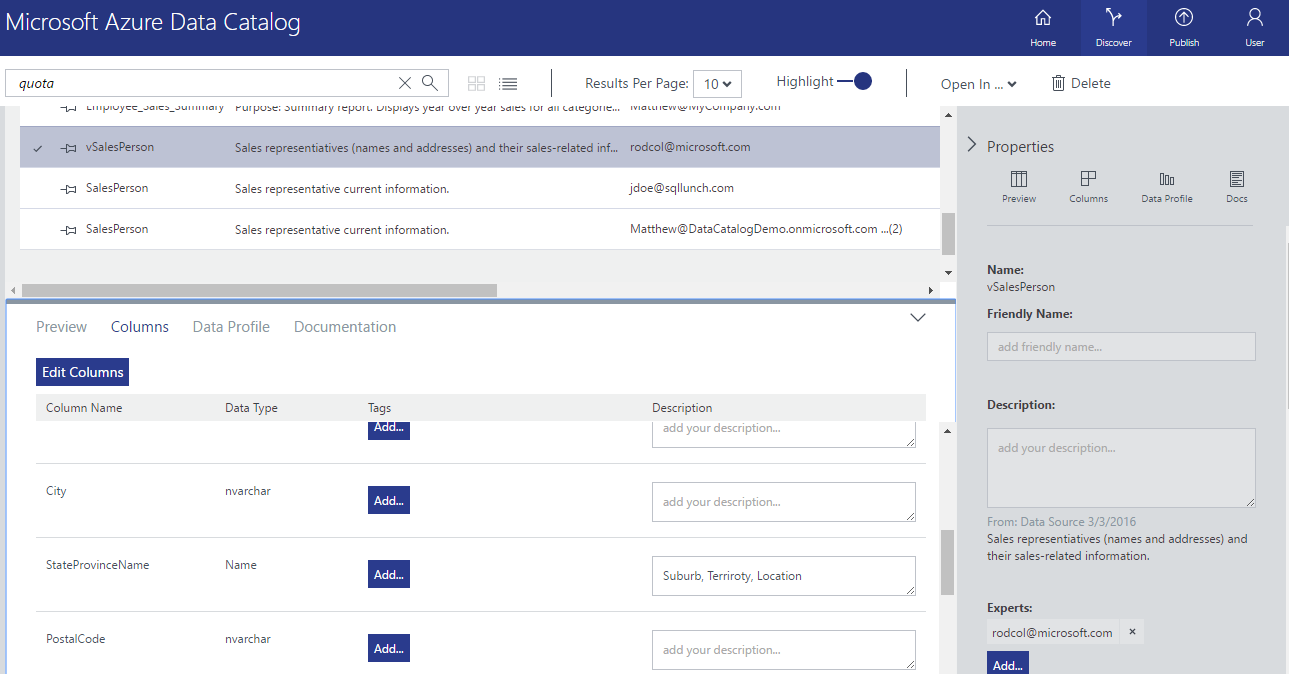 Microsoft Azure Data Catalog
Home
Discover
Publish
User
quota
Results Per Page:
10
Highlight
Open In ...
Delete
Employee_Sales_Summary Purpose: Summary report. Displays year over year sales for all categorie... Matthew@MyCompany.com
vSalesPerson Sales representiatives (names and addresses) and their sales-related inf... rodcol@microsoft.com
SalesPerson Sales representative current information. jdoe@sqllunch.com
SalesPerson Sales representative current information. Matthew@DataCatalogDemo.onmicrosoft.com ...(2)
Preview Columns Data Profile Documentation
Edit Columns
Column Name Data Type Tags Description
Add... add your description...
City nvarchar Add... add your description...
StateProvinceName Name Add... Suburb, Terriroty, Location
PostalCode nvarchar Add... add your description...
Properties
Preview Columns Data Profile Docs
Name:
vSalesPerson
Friendly Name:
add friendly name...
Description:
add your description...
From: Data Source 3/3/2016
Sales representiatives (names and addresses) and
their sales-related information.
Experts:
rodcol@microsoft.com ×
Add...